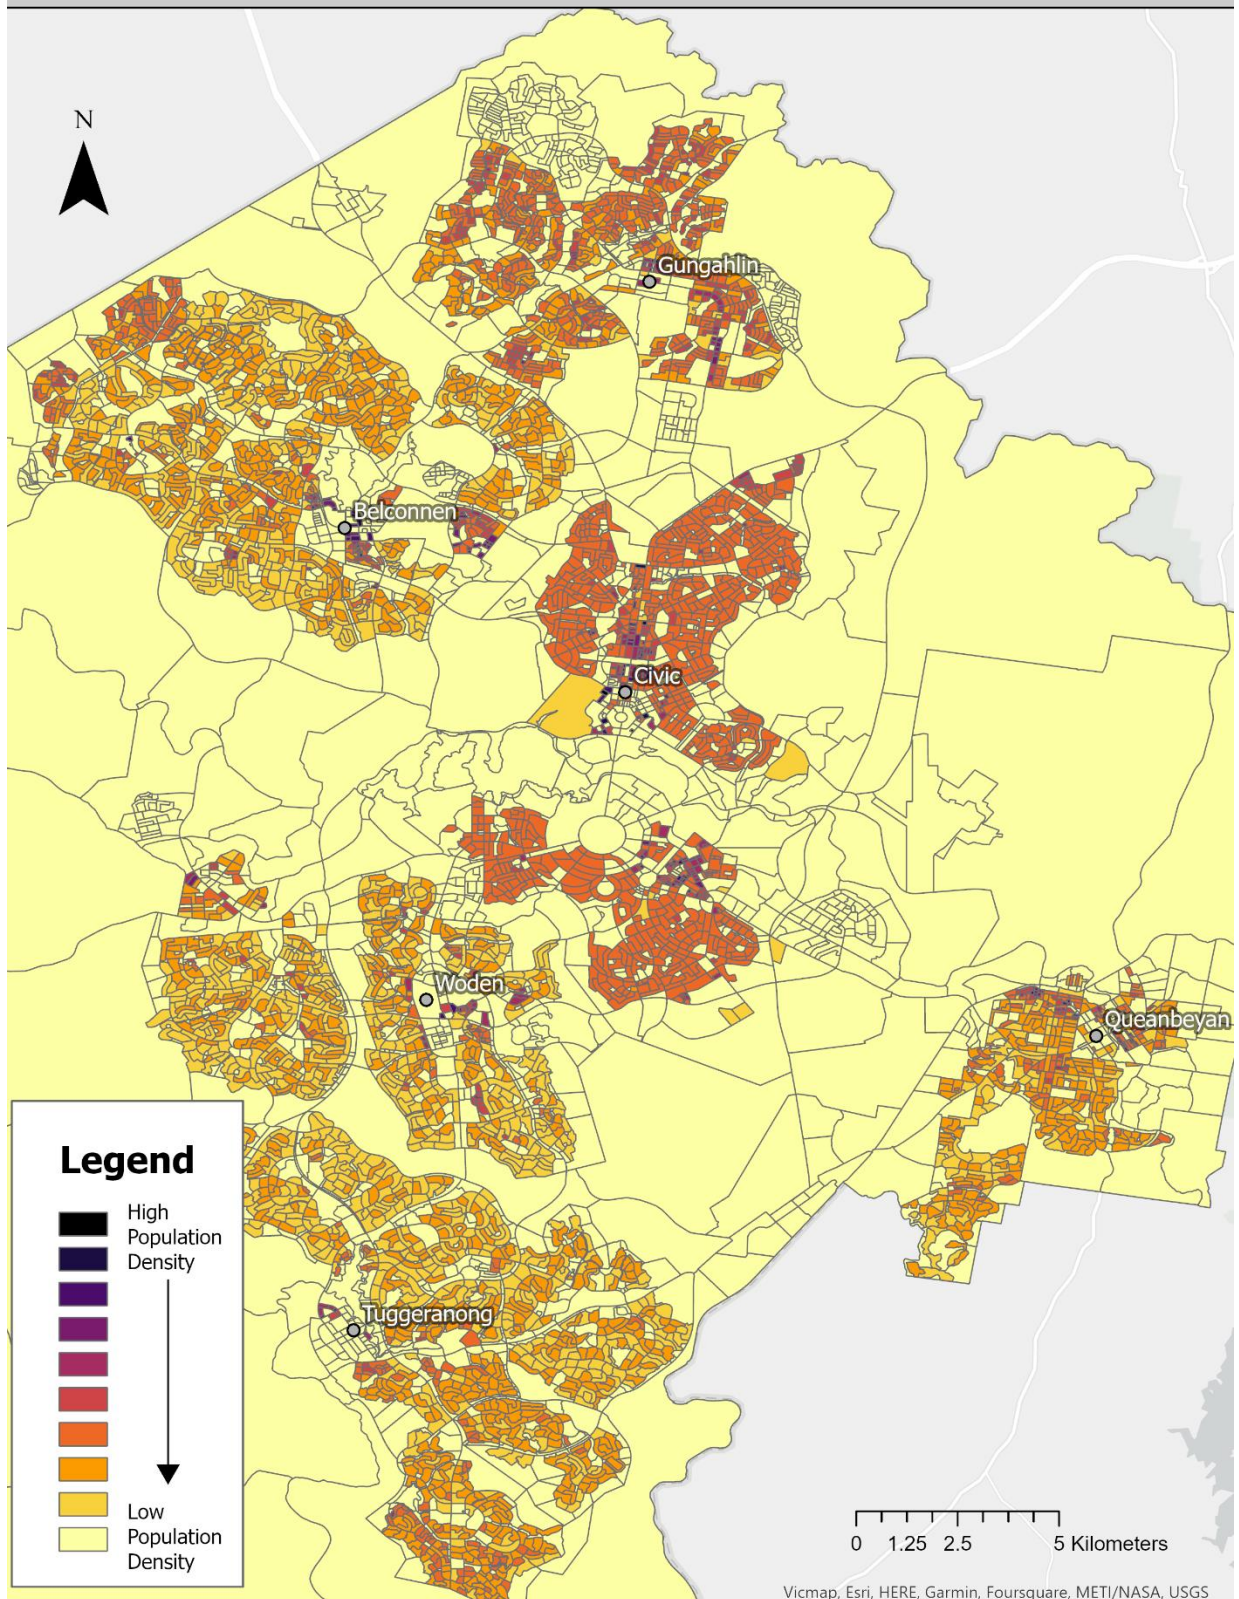 N
Gungahlin
Belconnen
Civic
Woden
Queanbeyan
Tuggeranong
Legend
High
Population
Density
Low
Population
Density
0 1.25 2.5 5 Kilometers
Vicmap, Esri, HERE, Garmin, Foursquare, METI/NASA, USGS